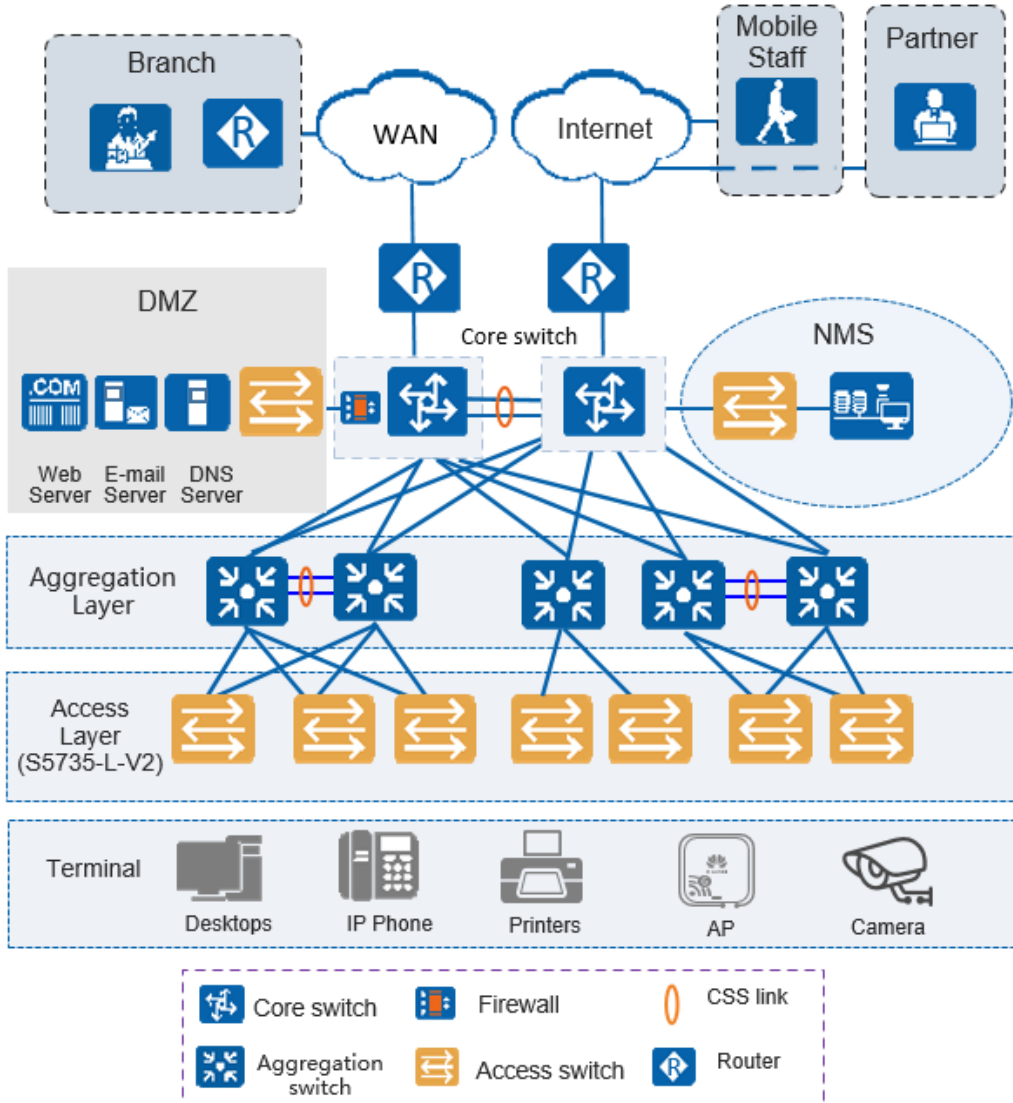 Branch
WAN
Internet
Mobile
Staff
Partner
R
R
R
DMZ
Core switch
NMS
.COM
Web
Server
E-mail
Server
DNS
Server
Aggregation
Layer
Access
Layer
(S5735-L-V2)
Terminal
Desktops
IP Phone
Printers
AP
Camera
Core switch
Firewall
CSS link
Aggregation
switch
Access switch
R
Router